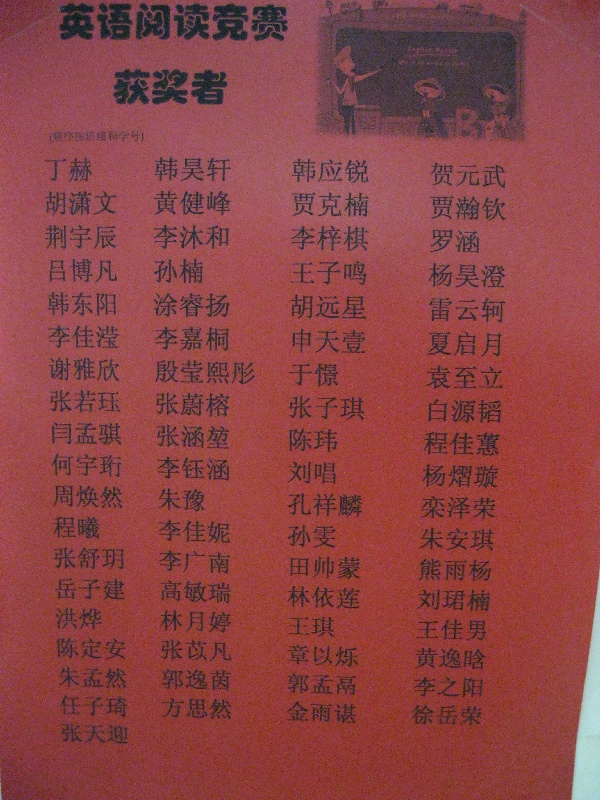 英语阅读竞赛
获奖者
(顺序按班级和学号)
丁赫 韩昊轩 韩应锐 贺元武
胡潇文 黄健峰 贾克楠 贾瀚钦
荆宇辰 李沐和 李梓棋 罗涵
吕博凡 孙楠 王子鸣 杨昊澄
韩东阳 涂睿扬 胡远星 雷云轲
李佳滢 李嘉桐 申天壹 夏启月
谢雅欣 殷莹熙彤 于憬 袁至立
张若珏 张蔚榕 张子琪 白源韬
闫孟骐 张涵堃 陈玮 程佳蕙
何宇珩 李钰涵 刘唱 杨熠璇
周焕然 朱豫 孔祥麟 栾泽荣
程曦 李佳妮 孙雯 朱安琪
张舒玥 李广南 田帅蒙 熊雨杨
岳子建 高敏瑞 林依莲 刘珺楠
洪烨 林月婷 王琪 王佳男
陈定安 张苡凡 章以烁 黄逸晗
朱孟然 郭逸茵 郭孟鬲 李之阳
任子琦 方思然 金雨谌 徐岳荣
张天迎